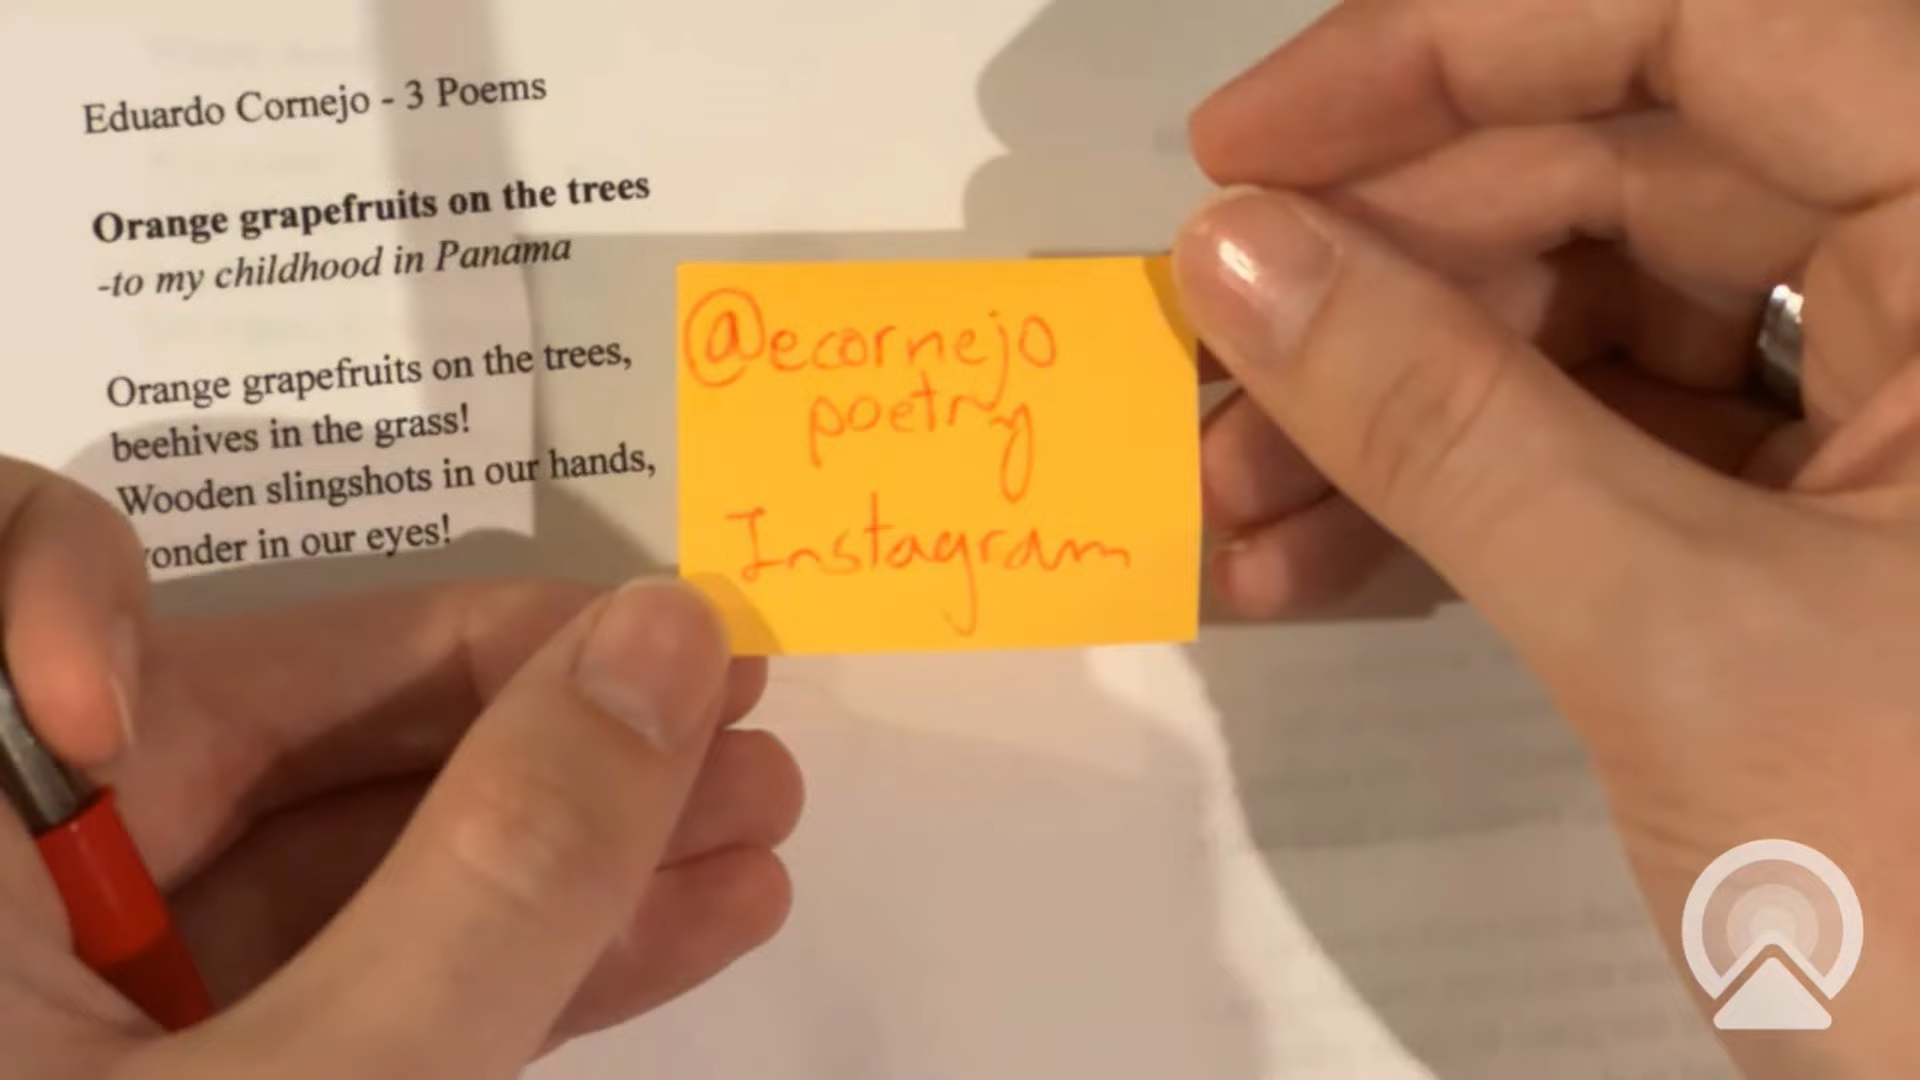 Eduardo Cornejo - 3 Poems
Orange grapefruits on the trees
-to my childhood in Panama
Orange grapefruits on the trees,
beehives in the grass!
Wooden slingshots in our hands,
onder in our eyes!
@ecornejo
poetry
Instagram